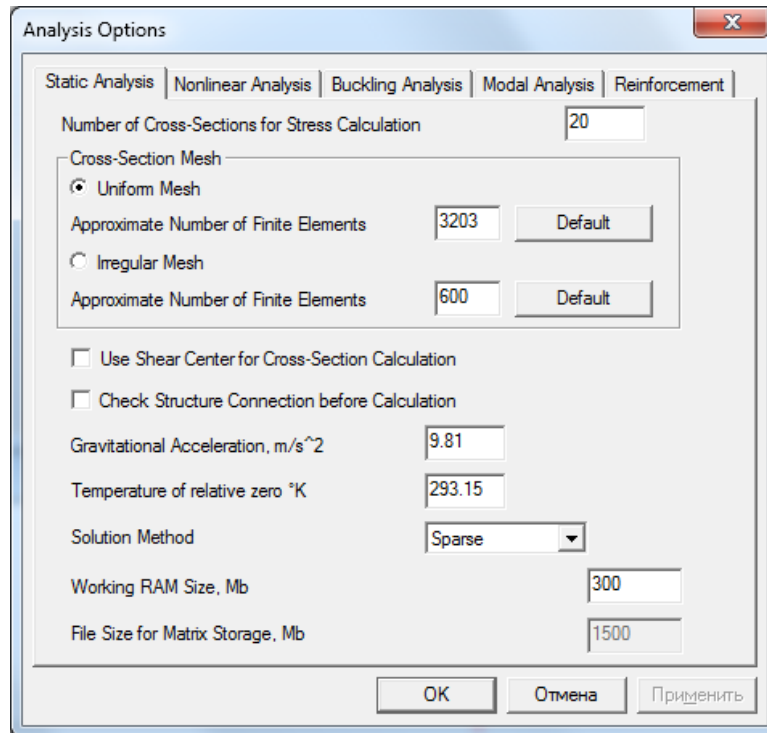 Analysis Options
Static Analysis Nonlinear Analysis Buckling Analysis Modal Analysis Reinforcement
Number of Cross-Sections for Stress Calculation 20
Cross-Section Mesh
Uniform Mesh
Approximate Number of Finite Elements 3203 Default
Irregular Mesh
Approximate Number of Finite Elements 600 Default
Use Shear Center for Cross-Section Calculation
Check Structure Connection before Calculation
Gravitational Acceleration, m/s^2 9.81
Temperature of relative zero °K 293.15
Solution Method Sparse
Working RAM Size, Mb 300
File Size for Matrix Storage, Mb 1500
OK Отмена Применить